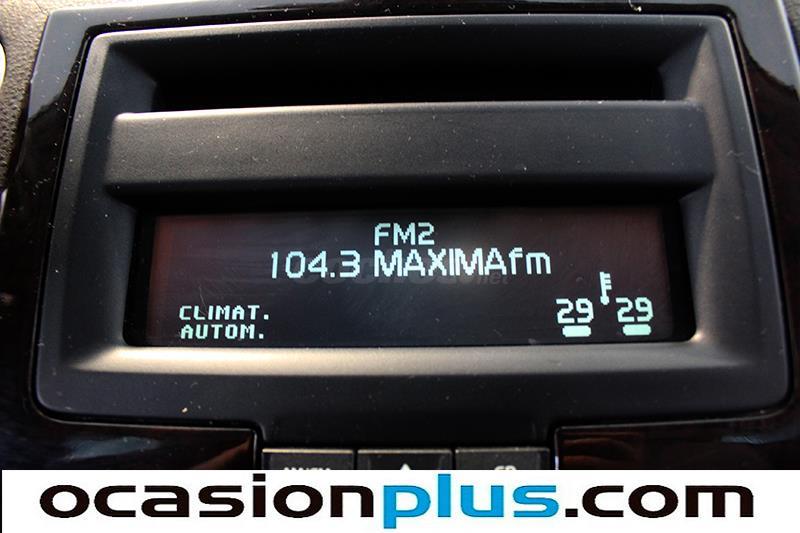 FM2
104.3 MAXIMAfm
CLIMAT.
AUTOM.
29 29
ocasionplus.com